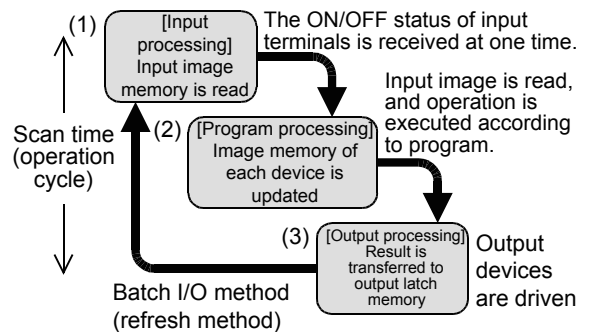 (1)
[Input
processing]
Input image
memory is read
The ON/OFF status of input
terminals is received at one time.
Input image is read,
and operation is
executed according
to program.
Scan time
(operation
cycle)
(2)
[Program processing]
Image memory of
each device is
updated
(3)
[Output processing]
Result is
transferred to
output latch
memory
Output
devices
are driven
Batch I/O method
(refresh method)